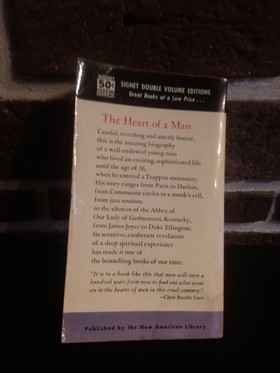 50¢
SIGNET DOUBLE VOLUME EDITIONS
Great Books at a Low Price...
The Heart of a Man
Candid, revealing and utterly honest,
this is the amazing biography
of a well-endowed young man
who lived an exciting, sophisticated life
until the age of 26,
when he entered a Trappist monastery.
His story ranges from Paris to Harlem,
from Communist circles to a monk's cell,
from jazz sessions
to the silences of the Abbey of
Our Lady of Gethsemani, Kentucky,
from James Joyce to Duke Ellington.
Its sensitive, exuberant revelation
of a deep spiritual experience
has made it one of
the bestselling books of our time.
"It is to a book like this that men will turn a
hundred years from now to find out what went
on in the hearts of men in this cruel century."
—Clare Boothe Luce
Published by the New American Library